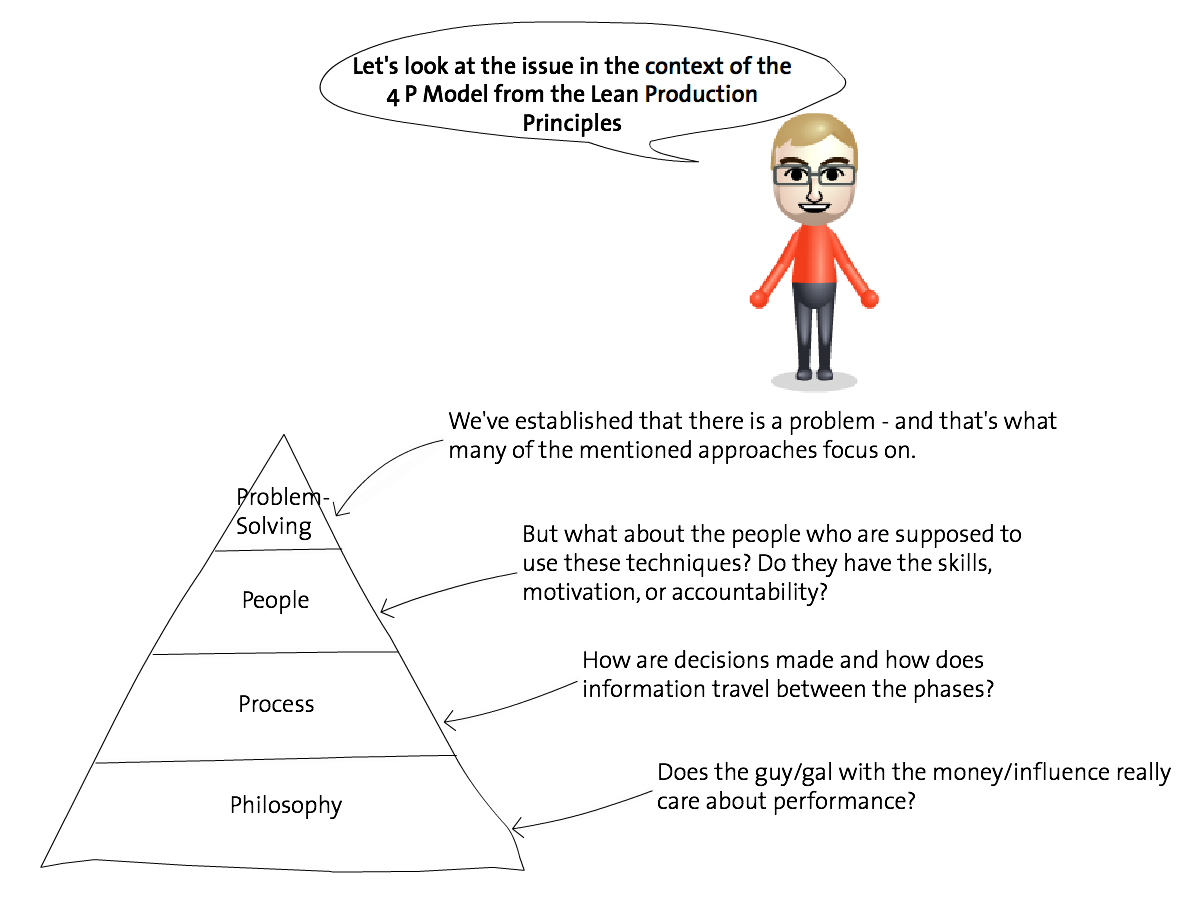 Let's look at the issue in the context of the
4 P Model from the Lean Production
Principles
We've established that there is a problem - and that's what
many of the mentioned approaches focus on.
Problem-
Solving
But what about the people who are supposed to
use these techniques? Do they have the skills,
motivation, or accountability?
People
How are decisions made and how does
information travel between the phases?
Process
Does the guy/gal with the money/influence really
care about performance?
Philosophy